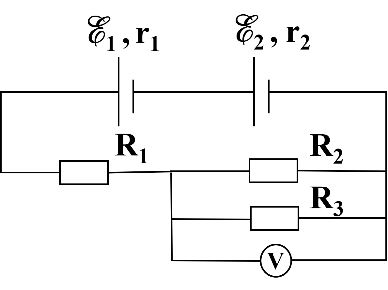 ℰ₁, r₁ ℰ₂, r₂
R₁ R₂
R₃
V